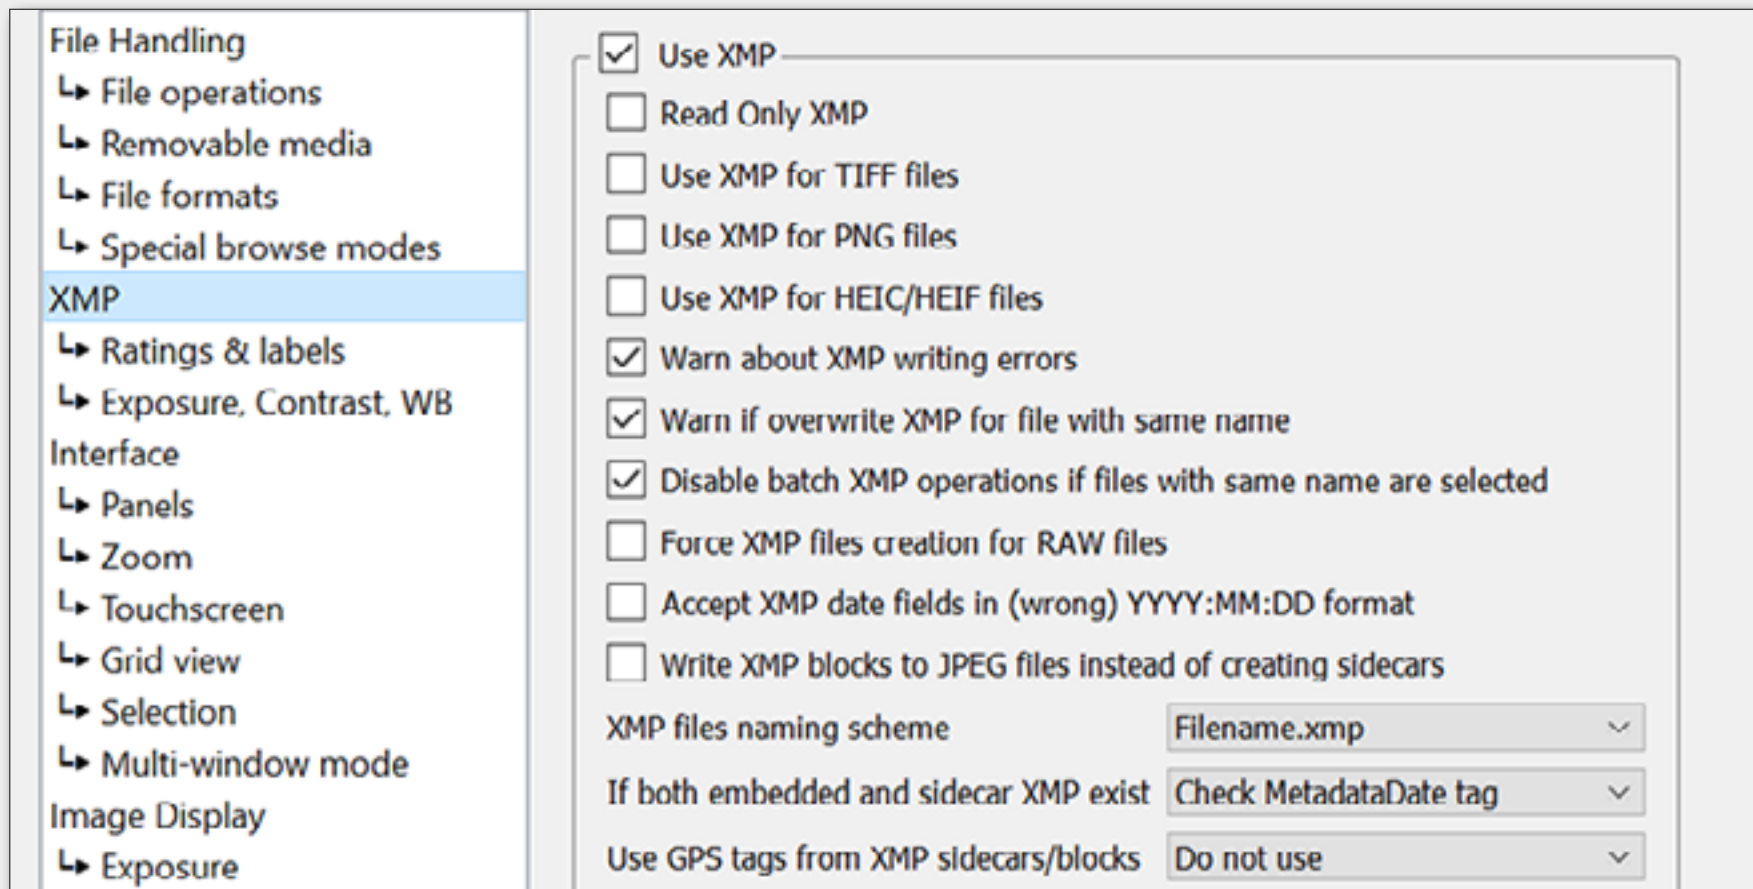 File Handling
File operations
Removable media
File formats
Special browse modes
XMP
Ratings & labels
Exposure, Contrast, WB
Interface
Panels
Zoom
Touchscreen
Grid view
Selection
Multi-window mode
Image Display
Exposure
Use XMP
Read Only XMP
Use XMP for TIFF files
Use XMP for PNG files
Use XMP for HEIC/HEIF files
Warn about XMP writing errors
Warn if overwrite XMP for file with same name
Disable batch XMP operations if files with same name are selected
Force XMP files creation for RAW files
Accept XMP date fields in (wrong) YYYY:MM:DD format
Write XMP blocks to JPEG files instead of creating sidecars
XMP files naming scheme Filename.xmp
If both embedded and sidecar XMP exist Check MetadataDate tag
Use GPS tags from XMP sidecars/blocks Do not use